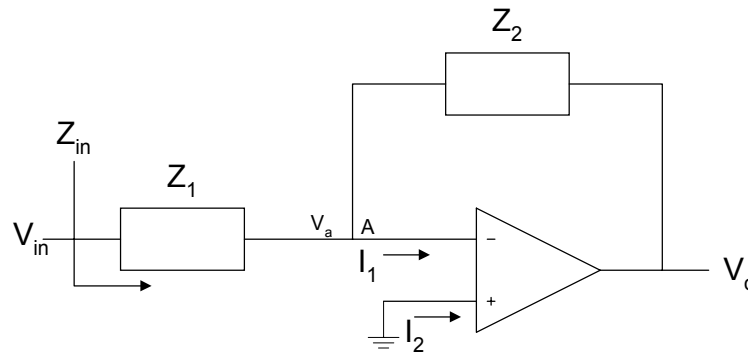 Z₂
Zᵢₙ
Z₁
Vᵢₙ
Vₐ
A
−
I₁
+
I₂